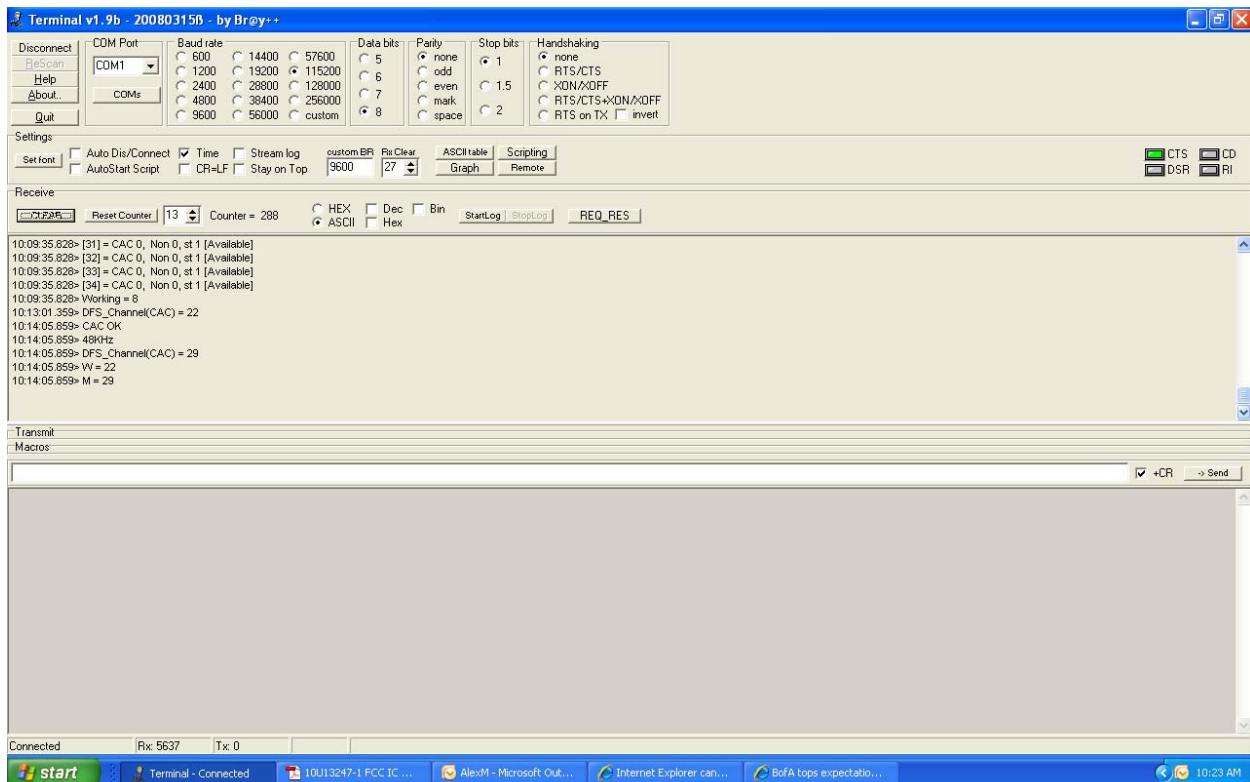 Terminal v1.9b - 20080315ß - by Br@y++
Disconnect
ReScan
Help
About..
Quit
COM Port
COM1
COMs
Baud rate
600 14400 57600
1200 19200 115200
2400 28800 128000
4800 38400 256000
9600 56000 custom
Data bits
5
6
7
8
Parity
none
odd
even
mark
space
Stop bits
1
1.5
2
Handshaking
none
RTS/CTS
XON/XOFF
RTS/CTS+XON/XOFF
RTS on TX invert
Settings
Set font
Auto Dis/Connect Time Stream log
AutoStart Script CR=LF Stay on Top
custom BR Rx Clear
9600 27
ASCII table Scripting
Graph Remote
CTS CD
DSR RI
Receive
CLEAR Reset Counter 13 Counter = 288
HEX Dec Bin
ASCII Hex
StartLog StopLog REQ_RES
10:09:35.828> [31] = CAC 0, Non 0, st 1 [Available]
10:09:35.828> [32] = CAC 0, Non 0, st 1 [Available]
10:09:35.828> [33] = CAC 0, Non 0, st 1 [Available]
10:09:35.828> [34] = CAC 0, Non 0, st 1 [Available]
10:09:35.828> Working = 8
10:13:01.359> DFS_Channel(CAC) = 22
10:14:05.859> CAC OK
10:14:05.859> 48KHz
10:14:05.859> DFS_Channel(CAC) = 29
10:14:05.859> W = 22
10:14:05.859> M = 29
Transmit
Macros
+CR -> Send
Connected Rx: 5637 Tx: 0
start Terminal - Connected 10U13247-1 FCC IC ... AlexM - Microsoft Out... Internet Explorer can... BofA tops expectatio... 10:23 AM